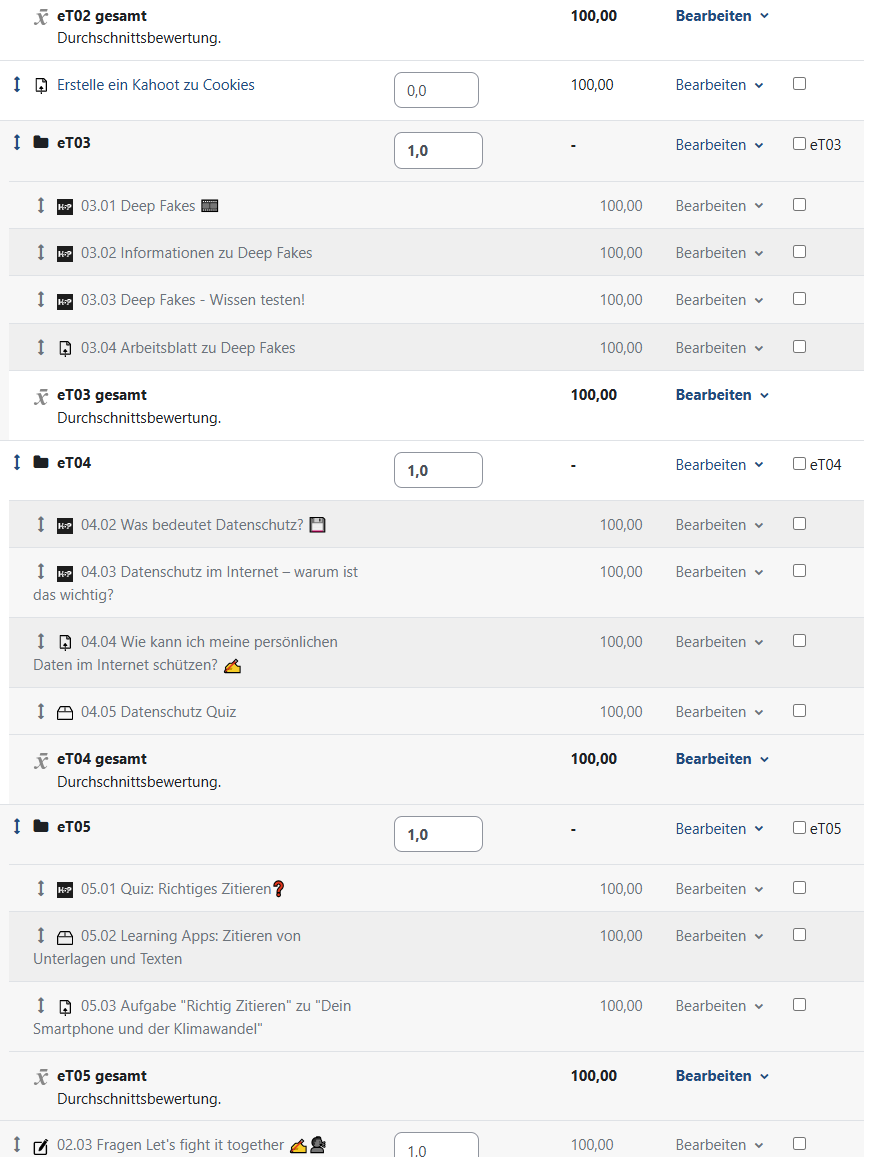 eT02 gesamt 100,00 Bearbeiten
Durchschnittsbewertung.
Erstelle ein Kahoot zu Cookies 0,0 100,00 Bearbeiten
eT03 1,0 - Bearbeiten eT03
H5P 03.01 Deep Fakes 100,00 Bearbeiten
H5P 03.02 Informationen zu Deep Fakes 100,00 Bearbeiten
H5P 03.03 Deep Fakes - Wissen testen! 100,00 Bearbeiten
03.04 Arbeitsblatt zu Deep Fakes 100,00 Bearbeiten
eT03 gesamt 100,00 Bearbeiten
Durchschnittsbewertung.
eT04 1,0 - Bearbeiten eT04
H5P 04.02 Was bedeutet Datenschutz? 💾 100,00 Bearbeiten
H5P 04.03 Datenschutz im Internet – warum ist 100,00 Bearbeiten
das wichtig?
04.04 Wie kann ich meine persönlichen 100,00 Bearbeiten
Daten im Internet schützen? ✍
04.05 Datenschutz Quiz 100,00 Bearbeiten
eT04 gesamt 100,00 Bearbeiten
Durchschnittsbewertung.
eT05 1,0 - Bearbeiten eT05
H5P 05.01 Quiz: Richtiges Zitieren❓ 100,00 Bearbeiten
05.02 Learning Apps: Zitieren von 100,00 Bearbeiten
Unterlagen und Texten
05.03 Aufgabe "Richtig Zitieren" zu "Dein 100,00 Bearbeiten
Smartphone und der Klimawandel"
eT05 gesamt 100,00 Bearbeiten
Durchschnittsbewertung.
02.03 Fragen Let's fight it together ✍🗣 1,0 100,00 Bearbeiten